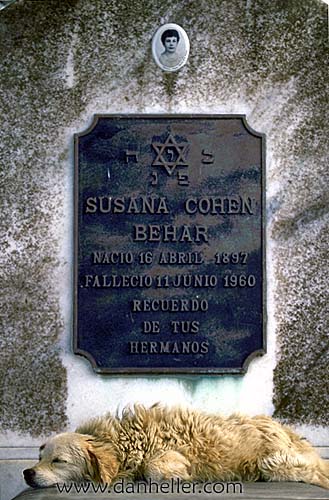 פ נ
SUSANA COHEN
BEHAR
NACIO 16 ABRIL 1897
FALLECIO 11 JUNIO 1960
RECUERDO
DE TUS
HERMANOS
© www.danheller.com